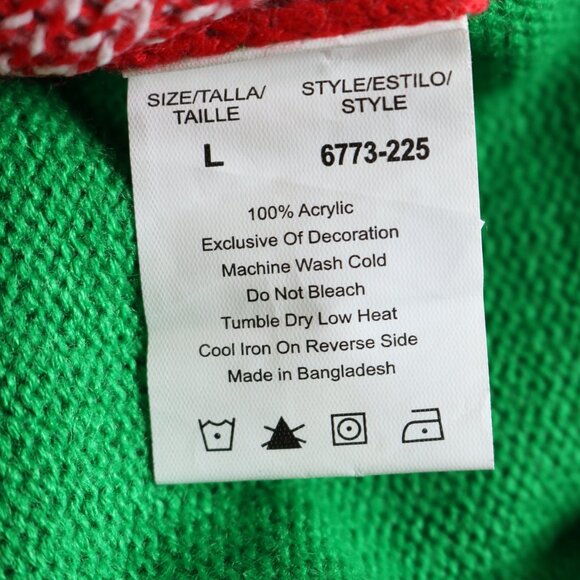 SIZE/TALLA/ STYLE/ESTILO/
TAILLE STYLE
L 6773-225
100% Acrylic
Exclusive Of Decoration
Machine Wash Cold
Do Not Bleach
Tumble Dry Low Heat
Cool Iron On Reverse Side
Made in Bangladesh